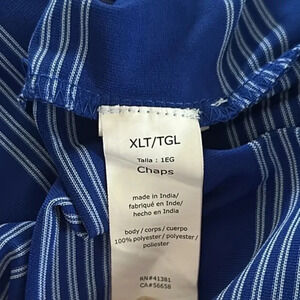 XLT/TGL
Talla : 1EG
Chaps
made in India/
fabriqué en Inde/
hecho en India
body / corps / cuerpo
100% polyester / polyester /
poliester
RN#41381
CA#56658